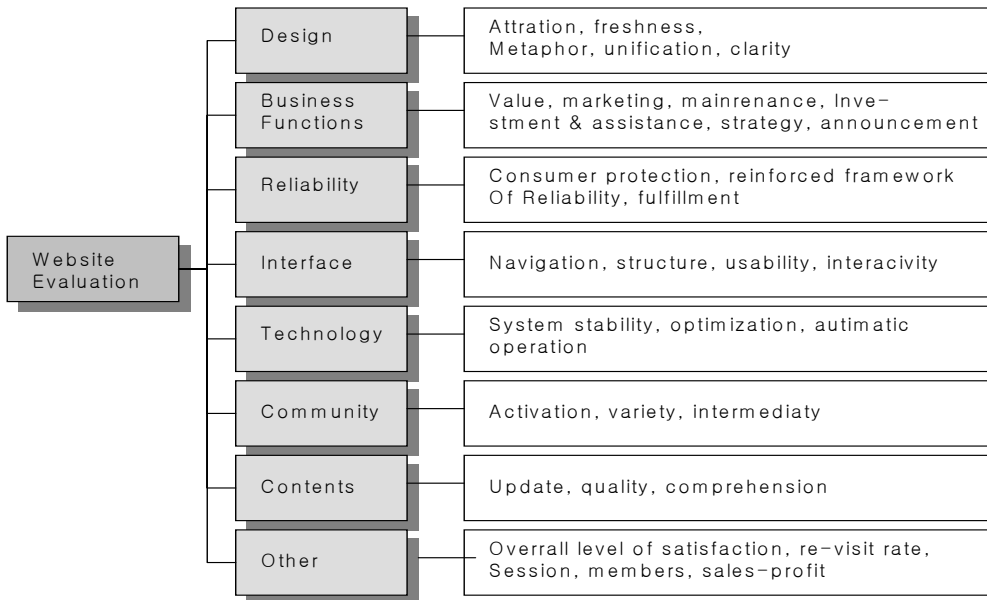 Website
Evaluation
Design
Attration, freshness,
Metaphor, unification, clarity
Business
Functions
Value, marketing, mainrenance, Inve-
stment & assistance, strategy, announcement
Reliability
Consumer protection, reinforced framework
Of Reliability, fulfillment
Interface
Navigation, structure, usability, interacivity
Technology
System stability, optimization, autimatic
operation
Community
Activation, variety, intermediaty
Contents
Update, quality, comprehension
Other
Overrall level of satisfaction, re-visit rate,
Session, members, sales-profit